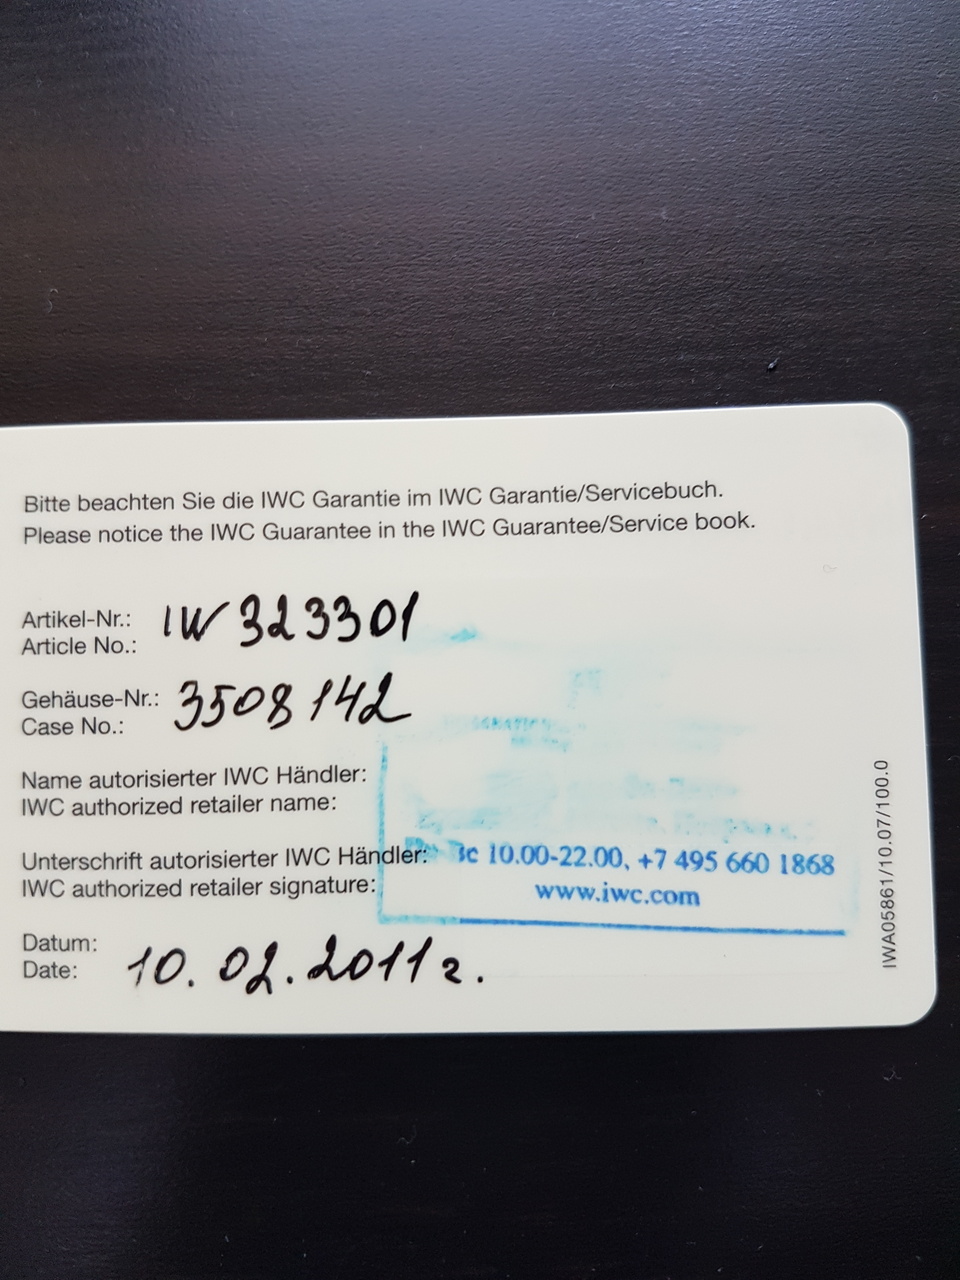 Bitte beachten Sie die IWC Garantie im IWC Garantie/Servicebuch.
Please notice the IWC Guarantee in the IWC Guarantee/Service book.
Artikel-Nr.: IW 323301
Article No.:
Gehäuse-Nr.: 3508142
Case No.:
Name autorisierter IWC Händler:
IWC authorized retailer name:
Unterschrift autorisierter IWC Händler:
IWC authorized retailer signature:
10.00-22.00, +7 495 660 1868
www.iwc.com
Datum:
Date: 10.02.2011 г.
IWA05861/10.07/100.0